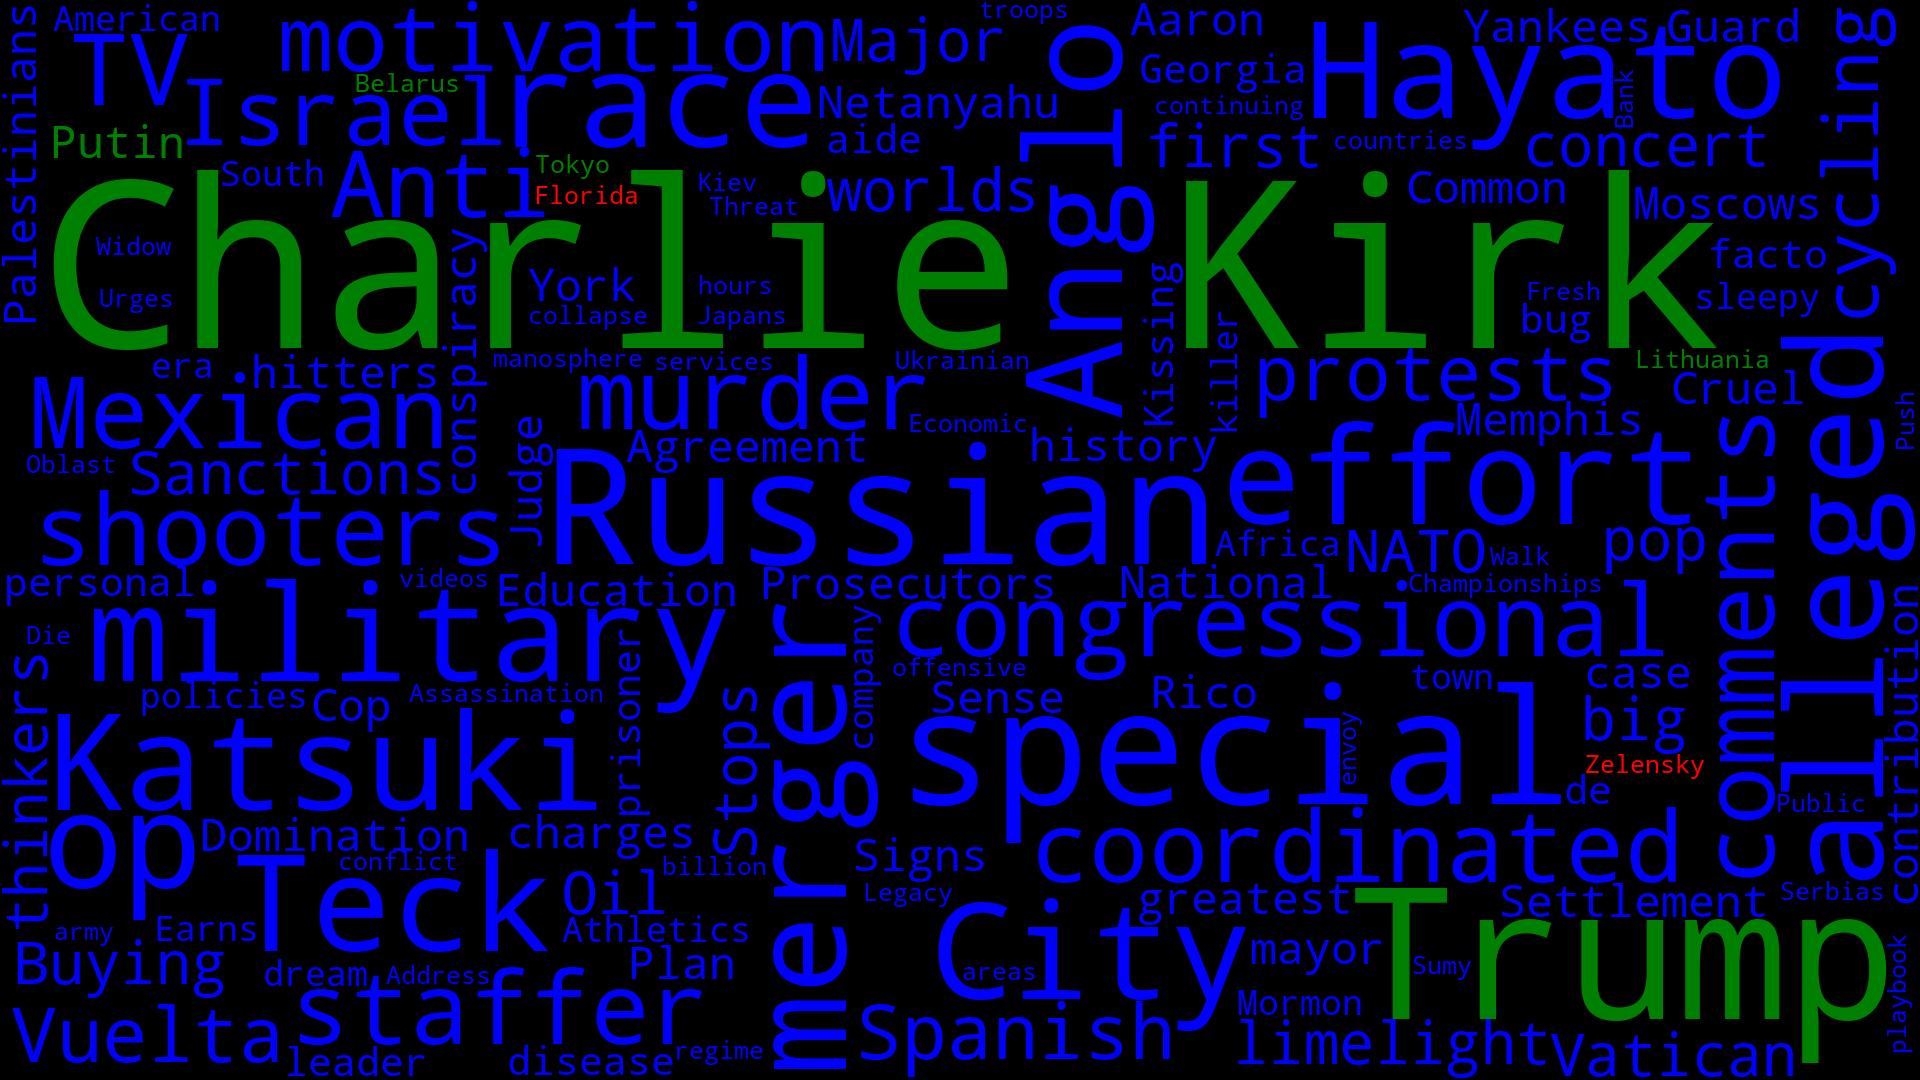 American
troops
Aaron
Yankees
Guard
TV
motivation
Major
Hayato
Palestinians
Belarus
Israel
race
Netanyahu
Anglo
Georgia
continuing
Bank
allegedcycling
Putin
aide
first
countries
concert
South
Anti
Tokyo
Florida
Kiev
Threat
worlds
Common
Moscows
Charlie Kirk
Widow
Urges
conspiracy
York
hours
collapse
Japans
Kissing
killer
Fresh
bug
facto
sleepy
era
hitters
manosphere
services
Ukrainian
protests
Lithuania
Cruel
Mexican
murder
Economic
Memphis
Push
Oblast
Sanctions
Judge
Agreement
history
effort
comments
shooters
Russian
Africa
NATO
Walk
pop
personal
videos
Education
Prosecutors
National
Championships
military
congressional
Die
prisoner
company
offensive
town
case
contribution
thinkers
policies
Cop
Assassination
Stops
merger
Sense
Rico
big
Katsuki
special
envoy
Zelensky
de
Public
op
Domination
charges
coordinated
conflict
billion
Signs
Teck
Oil
Legacy
greatest
Settlement
Serbias
army
Earns
Athletics
City
mayor
Trump
Buying
dream
Address
Plan
areas
Sumy
playbook
staffer
Mormon
Vuelta
Spanish
limelight
Vatican
leader
disease
regime